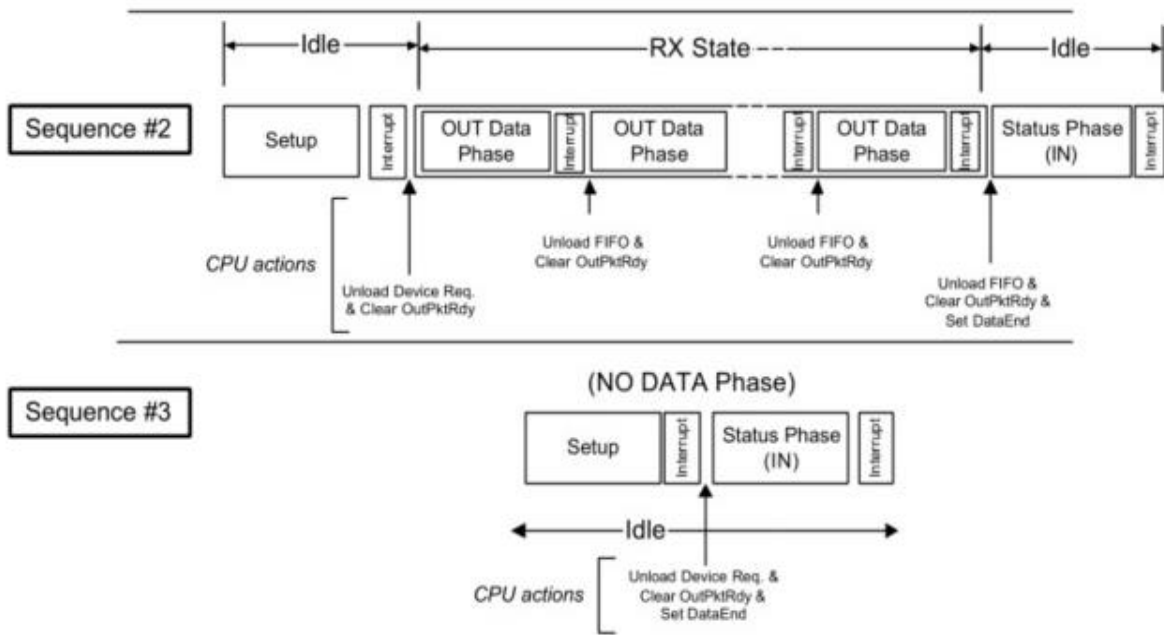 Idle
RX State
Idle
Sequence #2
Setup
Interrupt
OUT Data
Phase
Interrupt
OUT Data
Phase
Interrupt
OUT Data
Phase
Interrupt
Status Phase
(IN)
Interrupt
CPU actions
Unload Device Req.
& Clear OutPktRdy
Unload FIFO &
Clear OutPktRdy
Unload FIFO &
Clear OutPktRdy
Unload FIFO &
Clear OutPktRdy &
Set DataEnd
(NO DATA Phase)
Sequence #3
Setup
Interrupt
Status Phase
(IN)
Interrupt
Idle
CPU actions
Unload Device Req. &
Clear OutPktRdy &
Set DataEnd